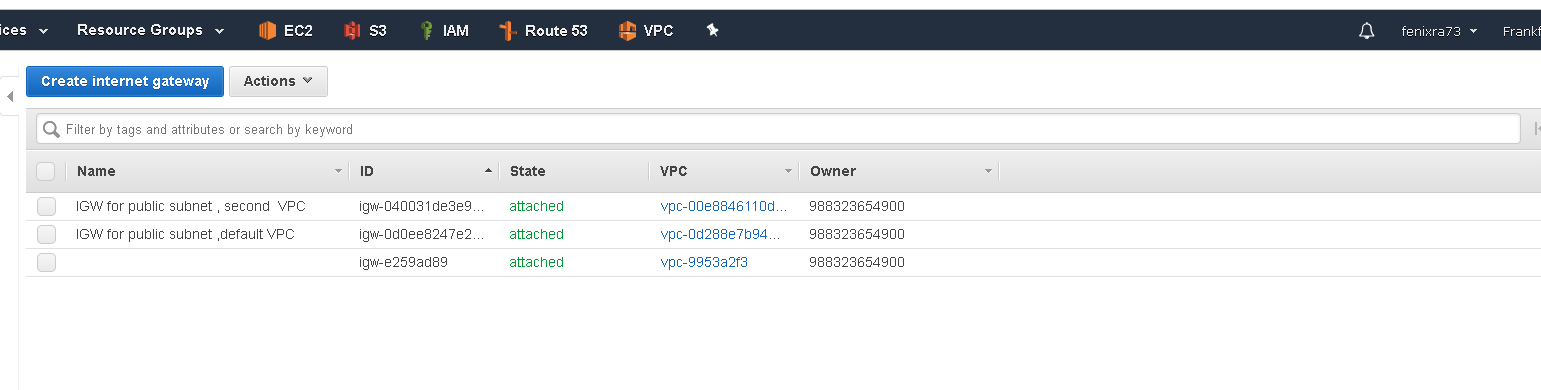 ices Resource Groups EC2 S3 IAM Route 53 VPC fenixra73 Frankf
Create internet gateway Actions
Filter by tags and attributes or search by keyword
Name ID State VPC Owner
IGW for public subnet , second VPC igw-040031de3e9... attached vpc-00e8846110d... 988323654900
IGW for public subnet ,default VPC igw-0d0ee8247e2... attached vpc-0d288e7b94... 988323654900
igw-e259ad89 attached vpc-9953a2f3 988323654900